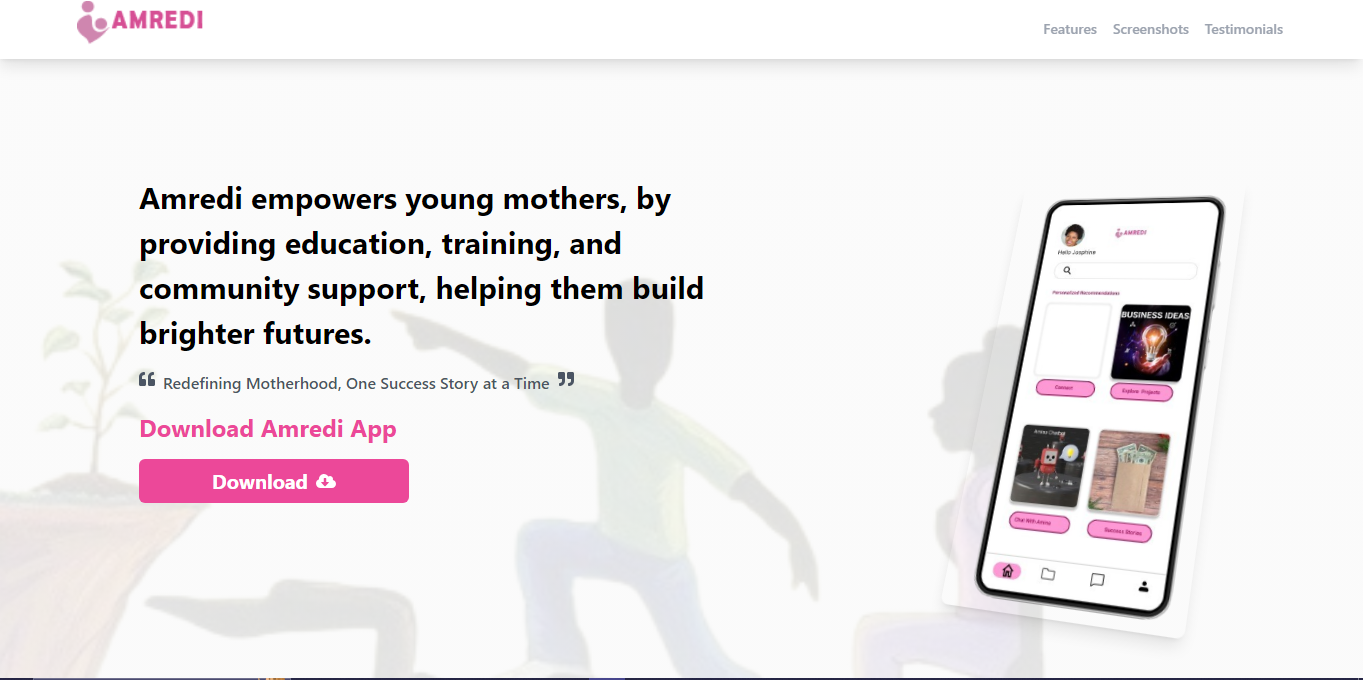 AMREDI
Features Screenshots Testimonials
Amredi empowers young mothers, by
providing education, training, and
community support, helping them build
brighter futures.
“ Redefining Motherhood, One Success Story at a Time ”
Download Amredi App
Download
AMREDI
Hello Josphine
Personalized Recommendations
BUSINESS IDEAS
Connect
Explore Projects
Amina Chatbot
Chat With Amina
Success Stories